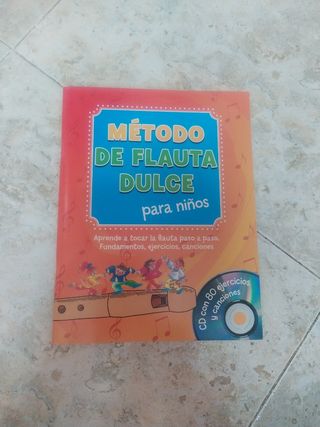 MÉTODO
DE FLAUTA
DULCE
para niños
Aprende a tocar la flauta paso a paso.
Fundamentos, ejercicios, canciones
CD con 80 ejercicios
y canciones